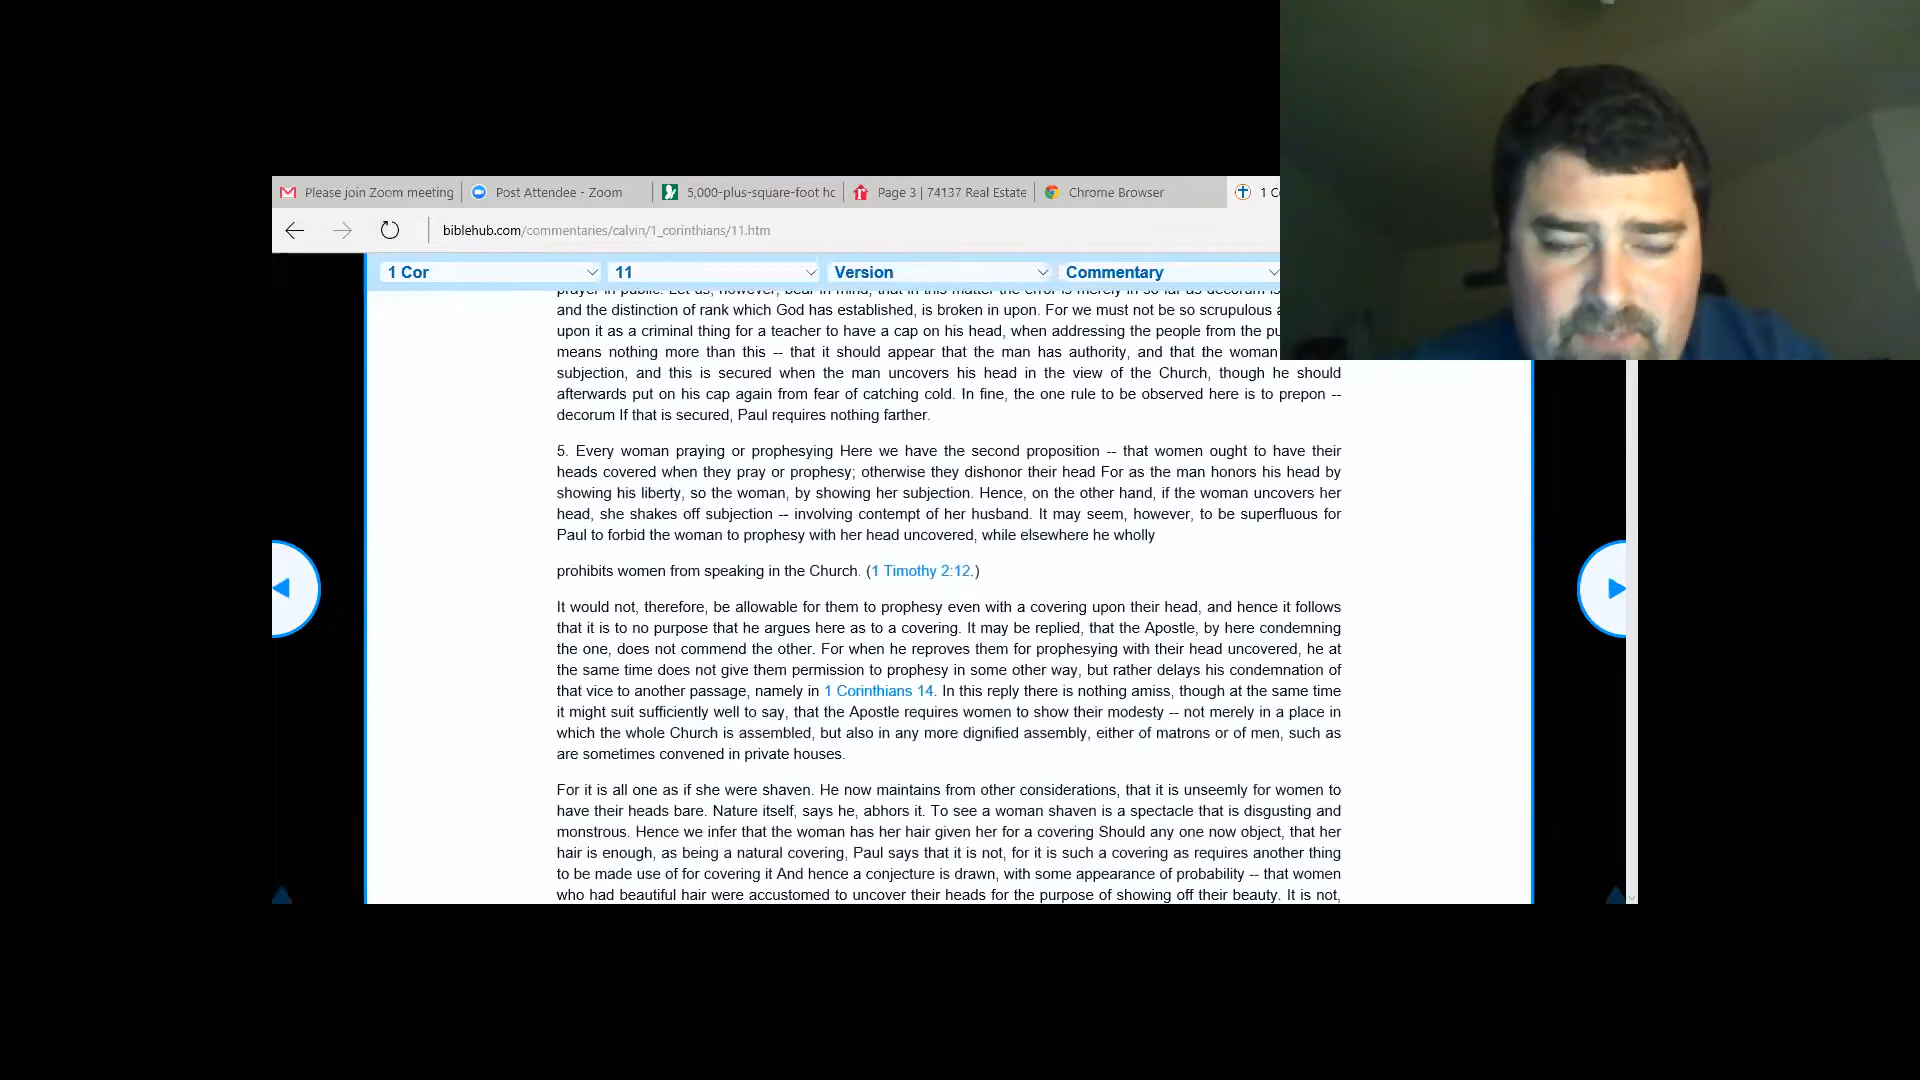 Please join Zoom meeting
Post Attendee - Zoom
5,000-plus-square-foot hc
Page 3 | 74137 Real Estate
Chrome Browser
1 C
biblehub.com/commentaries/calvin/1_corinthians/11.htm
1 Cor
11
Version
Commentary
prayer in public. Let us, however, bear in mind, that in this matter the error is merely in so far as decorum is
and the distinction of rank which God has established, is broken in upon. For we must not be so scrupulous
upon it as a criminal thing for a teacher to have a cap on his head, when addressing the people from the
means nothing more than this -- that it should appear that the man has authority, and that the woman
subjection, and this is secured when the man uncovers his head in the view of the Church, though he should
afterwards put on his cap again from fear of catching cold. In fine, the one rule to be observed here is to prepon --
decorum If that is secured, Paul requires nothing farther.
5. Every woman praying or prophesying Here we have the second proposition -- that women ought to have their
heads covered when they pray or prophesy; otherwise they dishonor their head For as the man honors his head by
showing his liberty, so the woman, by showing her subjection. Hence, on the other hand, if the woman uncovers her
head, she shakes off subjection -- involving contempt of her husband. It may seem, however, to be superfluous for
Paul to forbid the woman to prophesy with her head uncovered, while elsewhere he wholly
prohibits women from speaking in the Church. (1 Timothy 2:12.)
It would not, therefore, be allowable for them to prophesy even with a covering upon their head, and hence it follows
that it is to no purpose that he argues here as to a covering. It may be replied, that the Apostle, by here condemning
the one, does not commend the other. For when he reproves them for prophesying with their head uncovered, he at
the same time does not give them permission to prophesy in some other way, but rather delays his condemnation of
that vice to another passage, namely in 1 Corinthians 14. In this reply there is nothing amiss, though at the same time
it might suit sufficiently well to say, that the Apostle requires women to show their modesty -- not merely in a place in
which the whole Church is assembled, but also in any more dignified assembly, either of matrons or of men, such as
are sometimes convened in private houses.
For it is all one as if she were shaven. He now maintains from other considerations, that it is unseemly for women to
have their heads bare. Nature itself, says he, abhors it. To see a woman shaven is a spectacle that is disgusting and
monstrous. Hence we infer that the woman has her hair given her for a covering Should any one now object, that her
hair is enough, as being a natural covering, Paul says that it is not, for it is such a covering as requires another thing
to be made use of for covering it And hence a conjecture is drawn, with some appearance of probability -- that women
who had beautiful hair were accustomed to uncover their heads for the purpose of showing off their beauty. It is not,